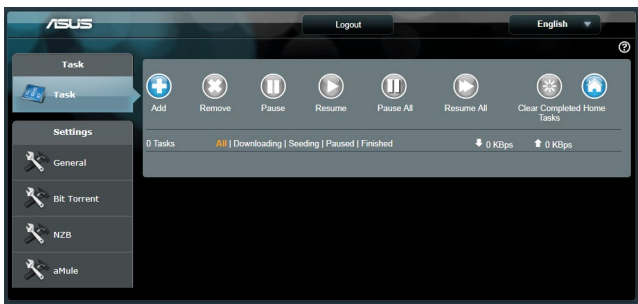 ASUS
Logout
English
?
Task
Task
Settings
General
Bit Torrent
NZB
aMule
Add
Remove
Pause
Resume
Pause All
Resume All
Clear Completed Tasks
Home
0 Tasks
All | Downloading | Seeding | Paused | Finished
0 KBps
0 KBps